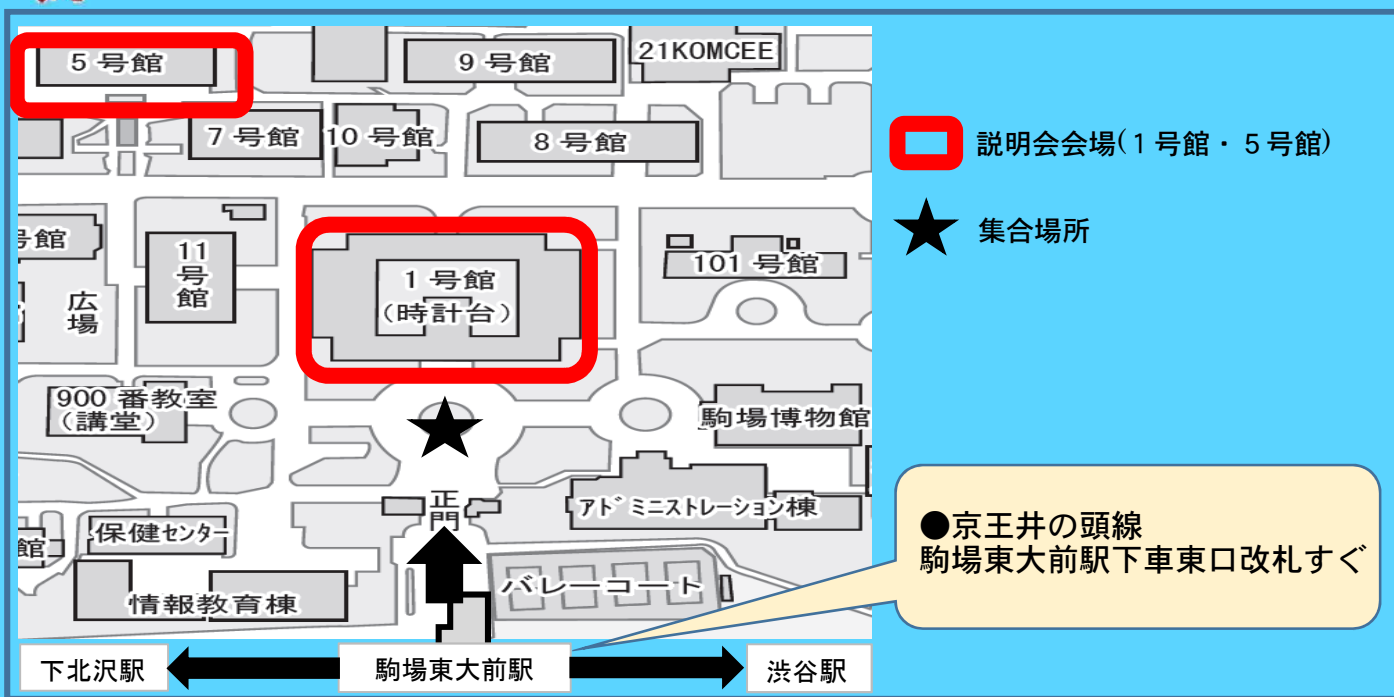 5号館
9号館
21KOMCEE
7号館
10号館
8号館
説明会会場(1号館・5号館)
集合場所
号館
11
号
館
1号館
(時計台)
101号館
広
場
900番教室
(講堂)
駒場博物館
正
門
アドミニストレーション棟
保健センター
館
情報教育棟
バレーコート
●京王井の頭線
駒場東大前駅下車東口改札すぐ
下北沢駅
駒場東大前駅
渋谷駅